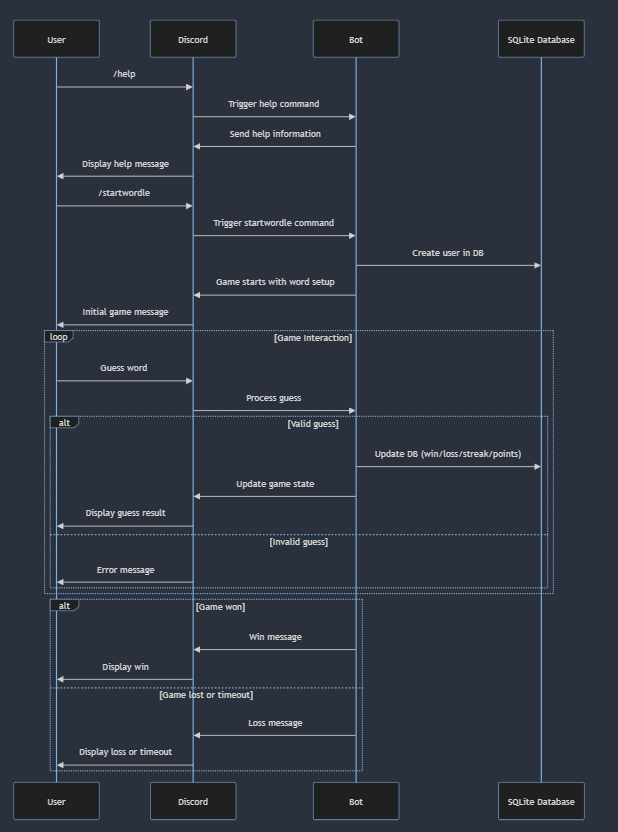 User
Discord
Bot
SQLite Database
/help
Trigger help command
Send help information
Display help message
/startwordle
Trigger startwordle command
Create user in DB
Game starts with word setup
Initial game message
loop
[Game Interaction]
Guess word
Process guess
alt
[Valid guess]
Update DB (win/loss/streak/points)
Update game state
Display guess result
[Invalid guess]
Error message
alt
[Game won]
Win message
Display win
[Game lost or timeout]
Loss message
Display loss or timeout
User
Discord
Bot
SQLite Database